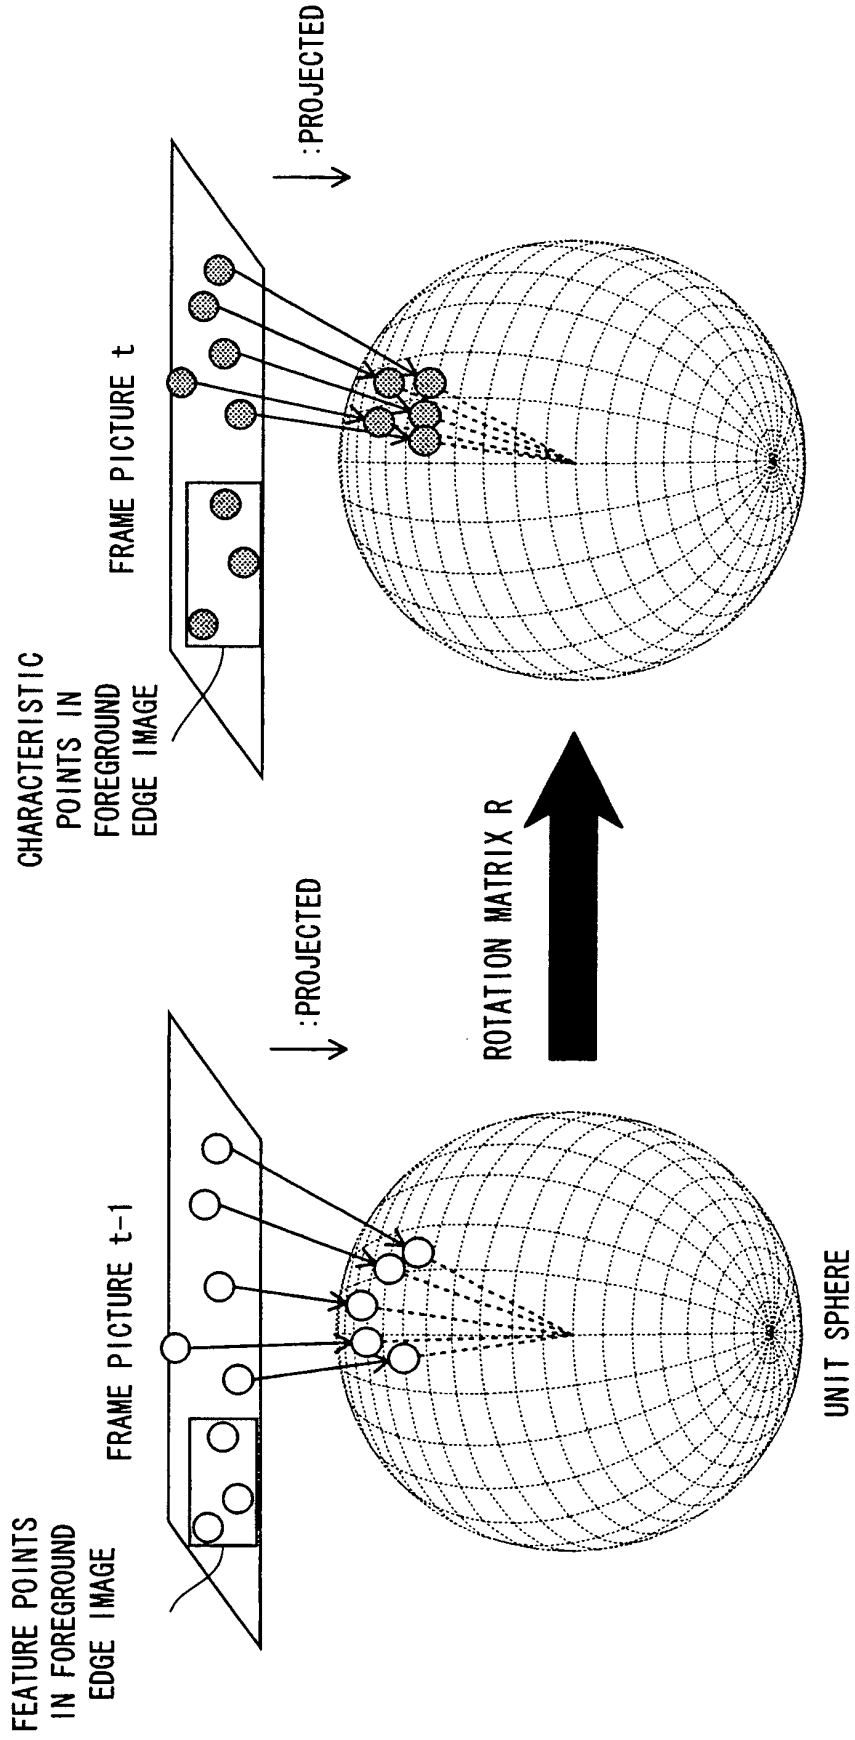 FEATURE POINTS
IN FOREGROUND
EDGE IMAGE
FRAME PICTURE t-1
:PROJECTED
UNIT SPHERE
ROTATION MATRIX R
CHARACTERISTIC
POINTS IN
FOREGROUND
EDGE IMAGE
FRAME PICTURE t
:PROJECTED